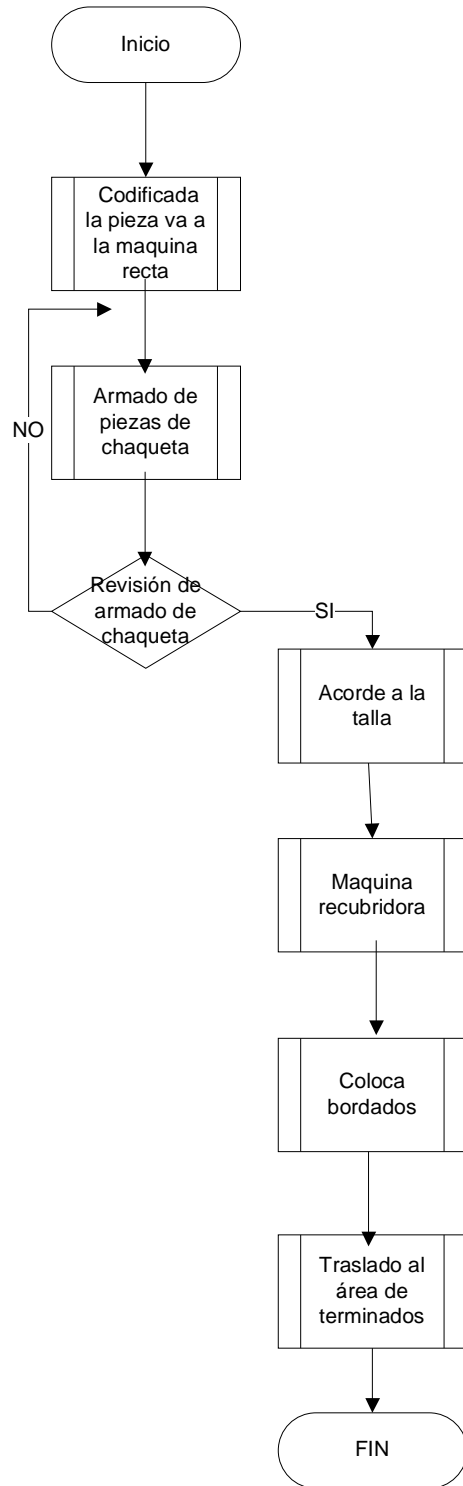 Inicio
Codificada
la pieza va a
la maquina
recta
Armado de
piezas de
chaqueta
NO
Revisión de
armado de
chaqueta
SI
Acorde a la
talla
Maquina
recubridora
Coloca
bordados
Traslado al
área de
terminados
FIN